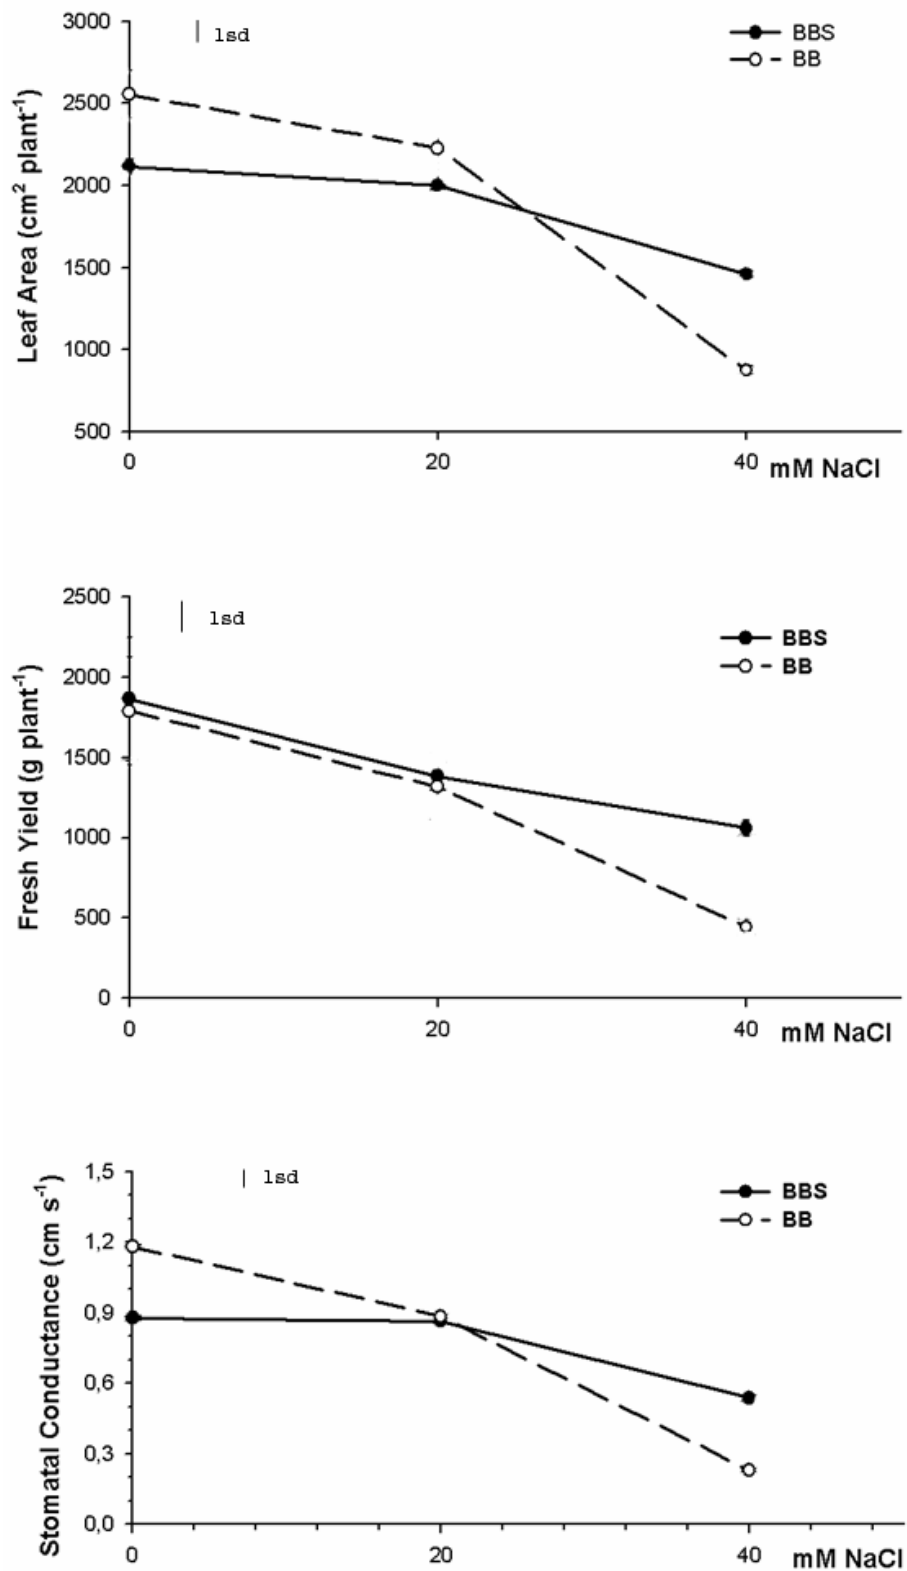 3000
lsd
BBS
BB
2500
2000
1500
1000
500
Leaf Area (cm² plant⁻¹)
0
20
40
mM NaCl
2500
lsd
BBS
BB
2000
1500
1000
500
0
Fresh Yield (g plant⁻¹)
0
20
40
mM NaCl
1,5
lsd
BBS
BB
1,2
0,9
0,6
0,3
0,0
Stomatal Conductance (cm s⁻¹)
0
20
40
mM NaCl